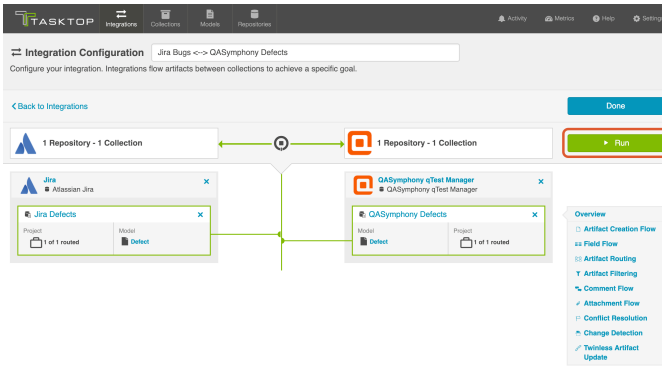 TASKTOP
Integrations
Collections
Models
Repositories
Activity
Metrics
Help
Settings
Integration Configuration
Jira Bugs <--> QASymphony Defects
Configure your integration. Integrations flow artifacts between collections to achieve a specific goal.
Back to Integrations
Done
1 Repository - 1 Collection
1 Repository - 1 Collection
Run
Jira
Atlassian Jira
QASymphony qTest Manager
QASymphony qTest Manager
Jira Defects
Project
Model
1 of 1 routed
Defect
QASymphony Defects
Model
Project
Defect
1 of 1 routed
Overview
Artifact Creation Flow
Field Flow
Artifact Routing
Artifact Filtering
Comment Flow
Attachment Flow
Conflict Resolution
Change Detection
Twinless Artifact
Update